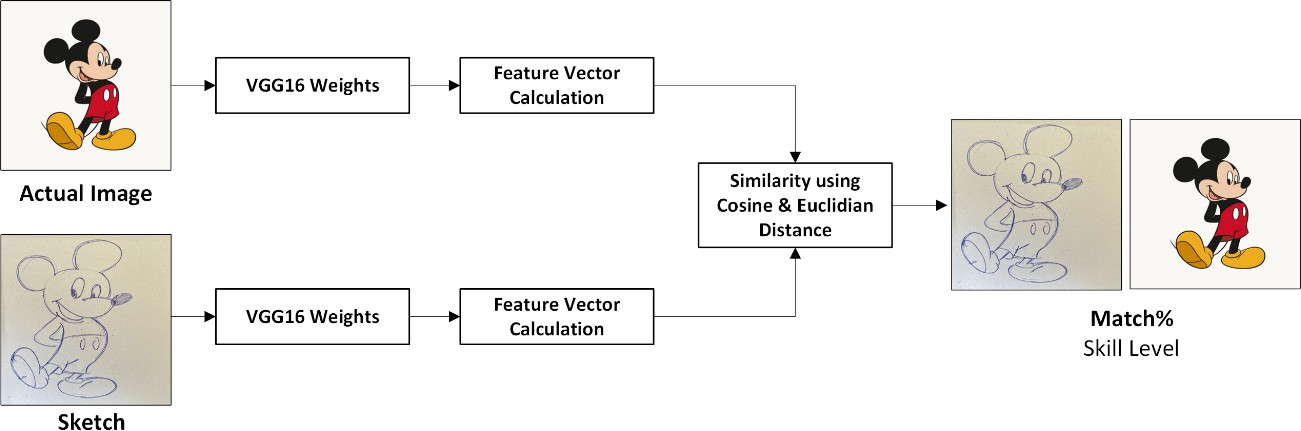 VGG16 Weights
Feature Vector
Calculation
Actual Image
Similarity using
Cosine & Euclidian
Distance
VGG16 Weights
Feature Vector
Calculation
Sketch
Match%
Skill Level